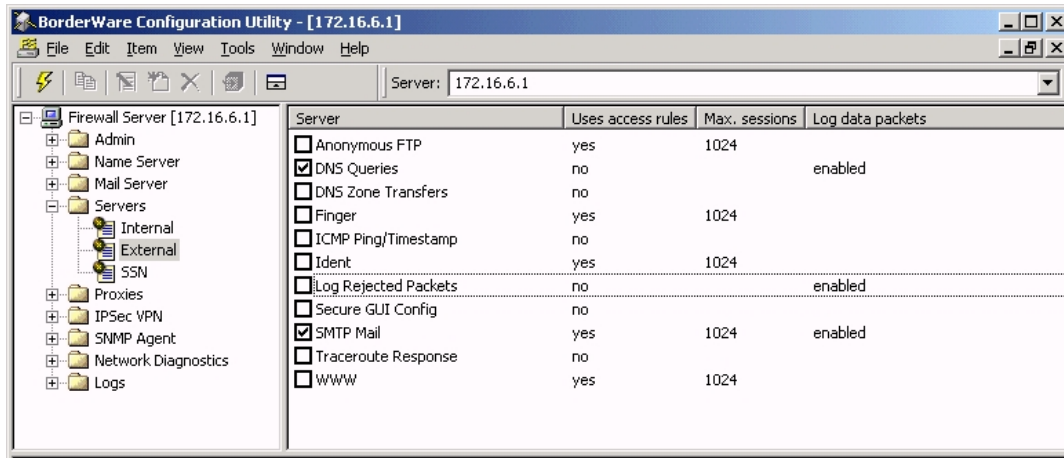 BorderWare Configuration Utility - [172.16.6.1]
File Edit Item View Tools Window Help
Server: 172.16.6.1
Firewall Server [172.16.6.1]
Admin
Name Server
Mail Server
Servers
Internal
External
SSN
Proxies
IPSec VPN
SNMP Agent
Network Diagnostics
Logs
Server Uses access rules Max. sessions Log data packets
Anonymous FTP yes 1024
DNS Queries no enabled
DNS Zone Transfers no
Finger yes 1024
ICMP Ping/Timestamp no
Ident yes 1024
Log Rejected Packets no enabled
Secure GUI Config no
SMTP Mail yes 1024 enabled
Traceroute Response no
WWW yes 1024